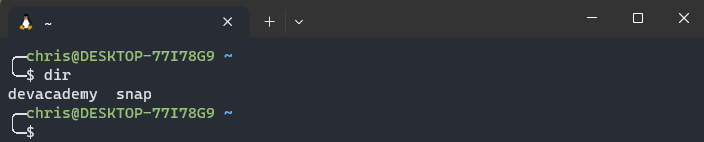 ~
╭─chris@DESKTOP-77I78G9 ~
╰─$ dir
devacademy  snap
╭─chris@DESKTOP-77I78G9 ~
╰─$